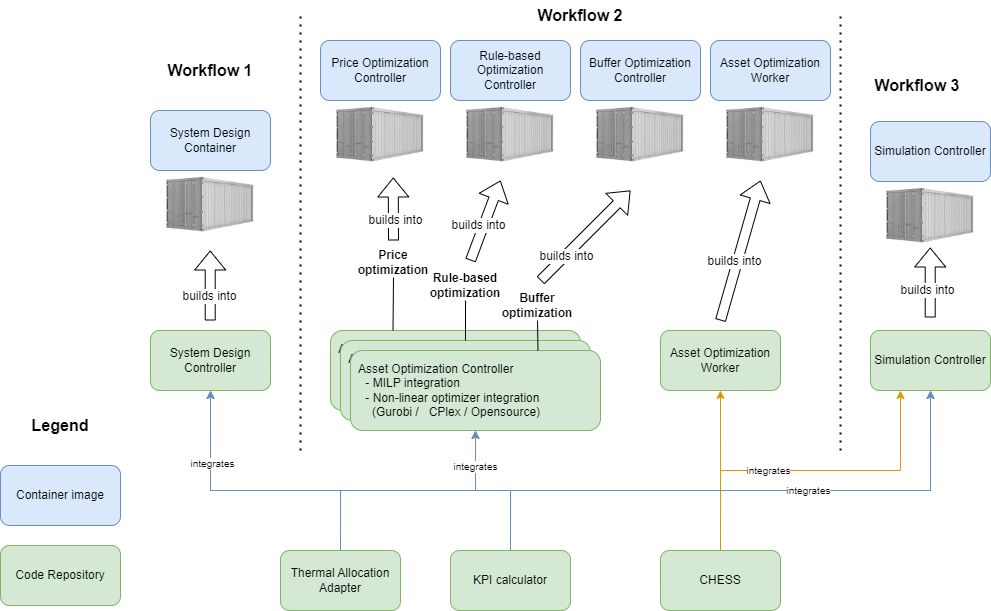 Workflow 2
Workflow 1
Workflow 3
Price Optimization
Controller
Rule-based
Optimization
Controller
Buffer Optimization
Controller
Asset Optimization
Worker
System Design
Container
Simulation Controller
builds into
builds into
builds into
builds into
builds into
builds into
Price
optimization
Rule-based
optimization
Buffer
optimization
System Design
Controller
Asset Optimization Controller
- MILP integration
- Non-linear optimizer integration
(Gurobi / CPlex / Opensource)
Asset Optimization
Worker
Simulation Controller
Legend
Container image
Code Repository
integrates
integrates
integrates
integrates
Thermal Allocation
Adapter
KPI calculator
CHESS